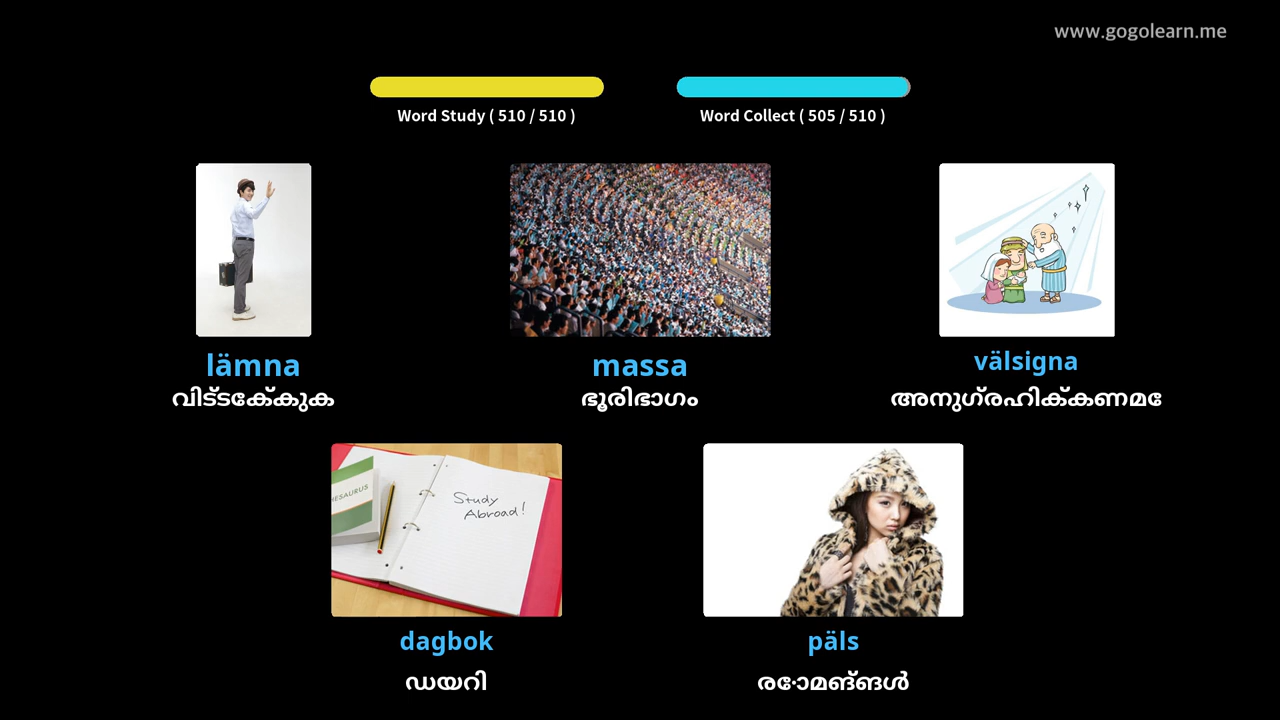 www.gogolearn.me
Word Study ( 510 / 510 )
Word Collect ( 505 / 510 )
lämna
വിട്ടേക്കുക
massa
ഭൂരിഭാഗം
välsigna
അനുഗ്രഹിക്കണമേ
THESAURUS
Study
Abroad!
dagbok
ഡയറി
päls
രോമങ്ങൾ